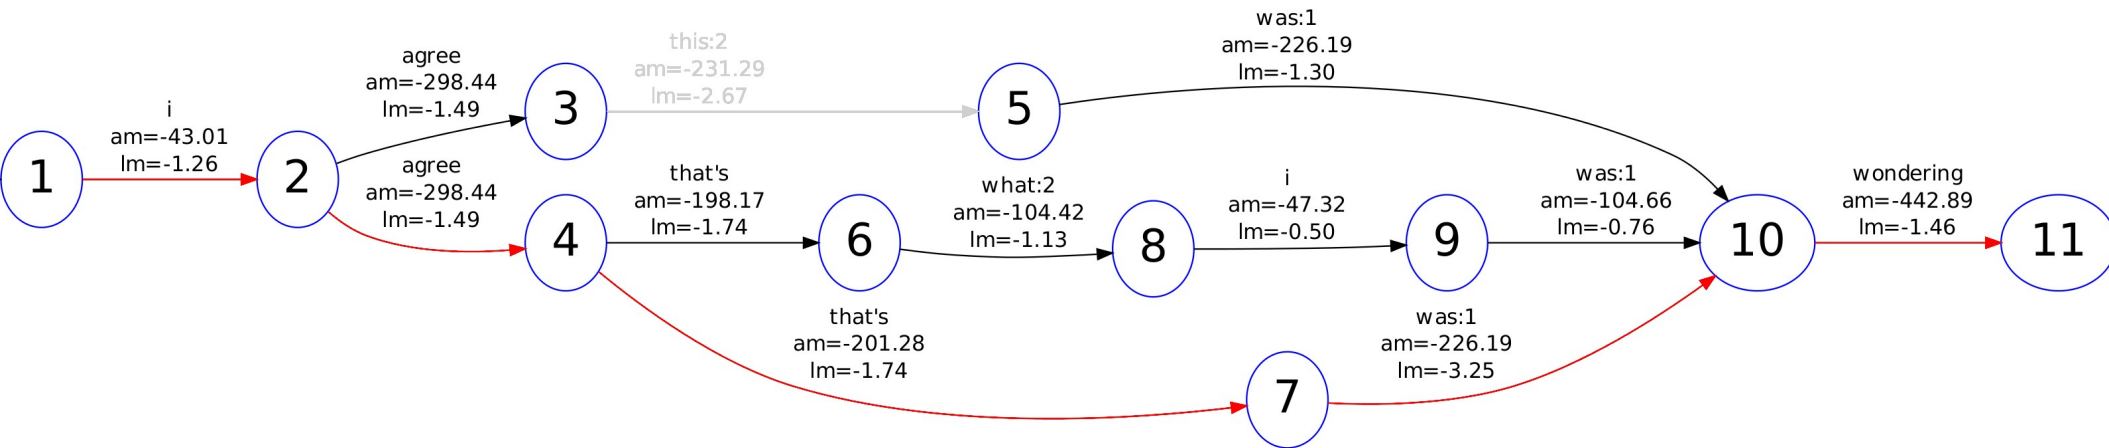 was:1
am=-226.19
lm=-1.30
this:2
am=-231.29
lm=-2.67
agree
am=-298.44
lm=-1.49
i
am=-43.01
lm=-1.26
3
5
1
2
agree
am=-298.44
lm=-1.49
that's
am=-198.17
lm=-1.74
what:2
am=-104.42
lm=-1.13
i
am=-47.32
lm=-0.50
was:1
am=-104.66
lm=-0.76
wondering
am=-442.89
lm=-1.46
4
6
8
9
10
11
that's
am=-201.28
lm=-1.74
was:1
am=-226.19
lm=-3.25
7